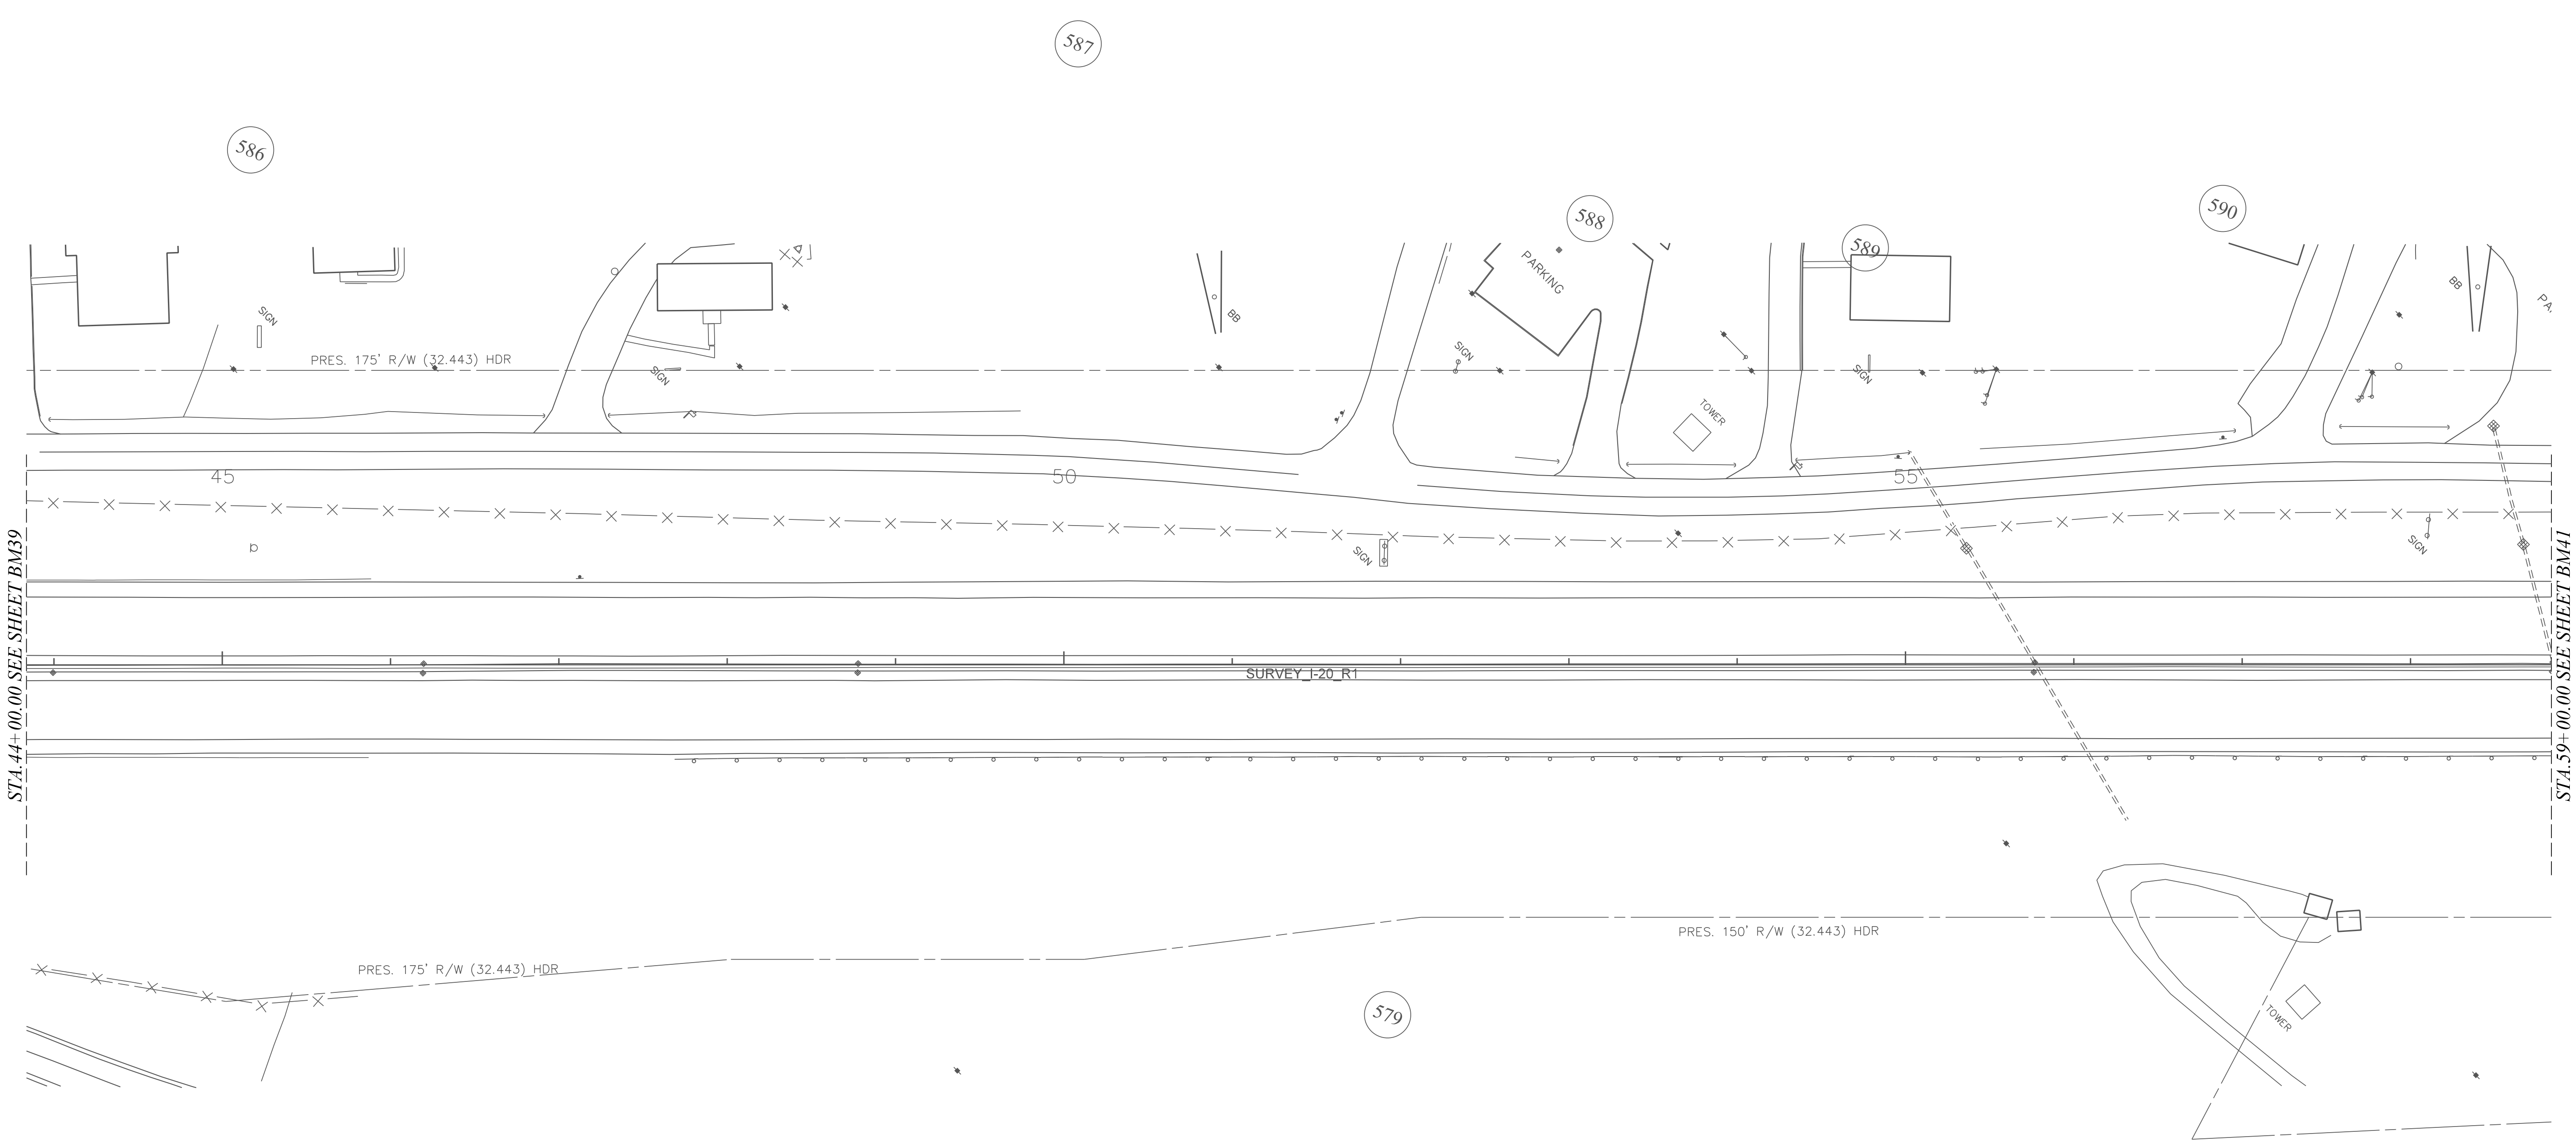 587
586
588
590
589
PARKING
SIGN
BB
BB
PA
PRES. 175' R/W (32.443) HDR
SIGN
SIGN
SIGN
TOWER
P
P
45
50
55
SIGN
SIGN
p
STA.44+00.00 SEE SHEET BM39
STA.59+00.00 SEE SHEET BM41
SURVEY_I-20_R1
PRES. 150' R/W (32.443) HDR
PRES. 175' R/W (32.443) HDR
579
TOWER